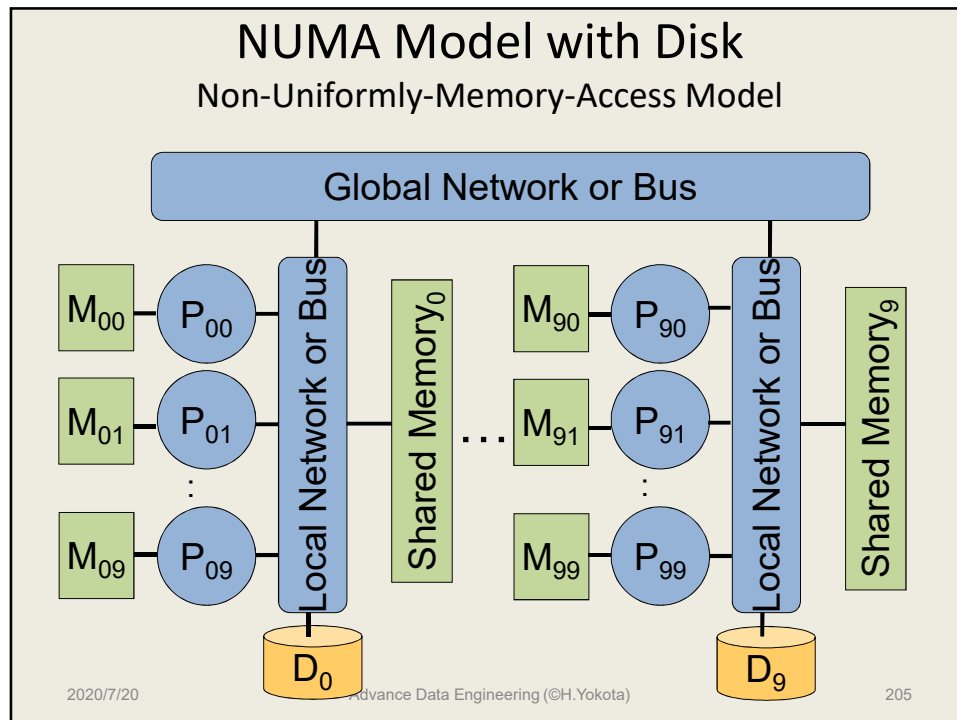 NUMA Model with Disk
Non-Uniformly-Memory-Access Model
Global Network or Bus
M00
P00
M01
P01
:
M09
P09
Local Network or Bus
Shared Memory0
D0
...
M90
P90
M91
P91
:
M99
P99
Local Network or Bus
Shared Memory9
D9
2020/7/20
Advance Data Engineering (©H.Yokota)
205